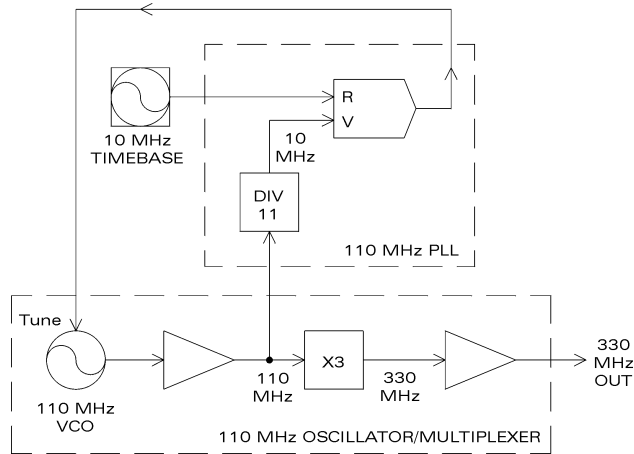 R
V
10 MHz
TIMEBASE
10
MHz
DIV
11
110 MHz PLL
Tune
X3
330
MHz
OUT
110
MHz
330
MHz
110 MHz
VCO
110 MHz OSCILLATOR/MULTIPLEXER